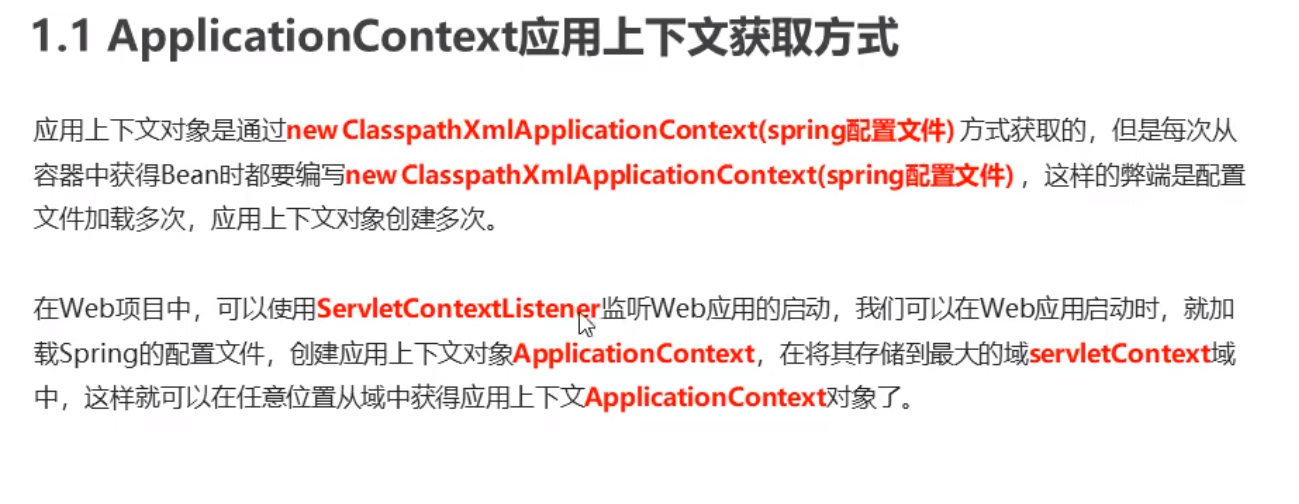 1.1 ApplicationContext应用上下文获取方式
应用上下文对象是通过new ClasspathXmlApplicationContext(spring配置文件) 方式获取的，但是每次从
容器中获得Bean时都要编写new ClasspathXmlApplicationContext(spring配置文件) ，这样的弊端是配置
文件加载多次，应用上下文对象创建多次。
在Web项目中，可以使用ServletContextListener监听Web应用的启动，我们可以在Web应用启动时，就加
载Spring的配置文件，创建应用上下文对象ApplicationContext，在将其存储到最大的域servletContext域
中，这样就可以在任意位置从域中获得应用上下文ApplicationContext对象了。